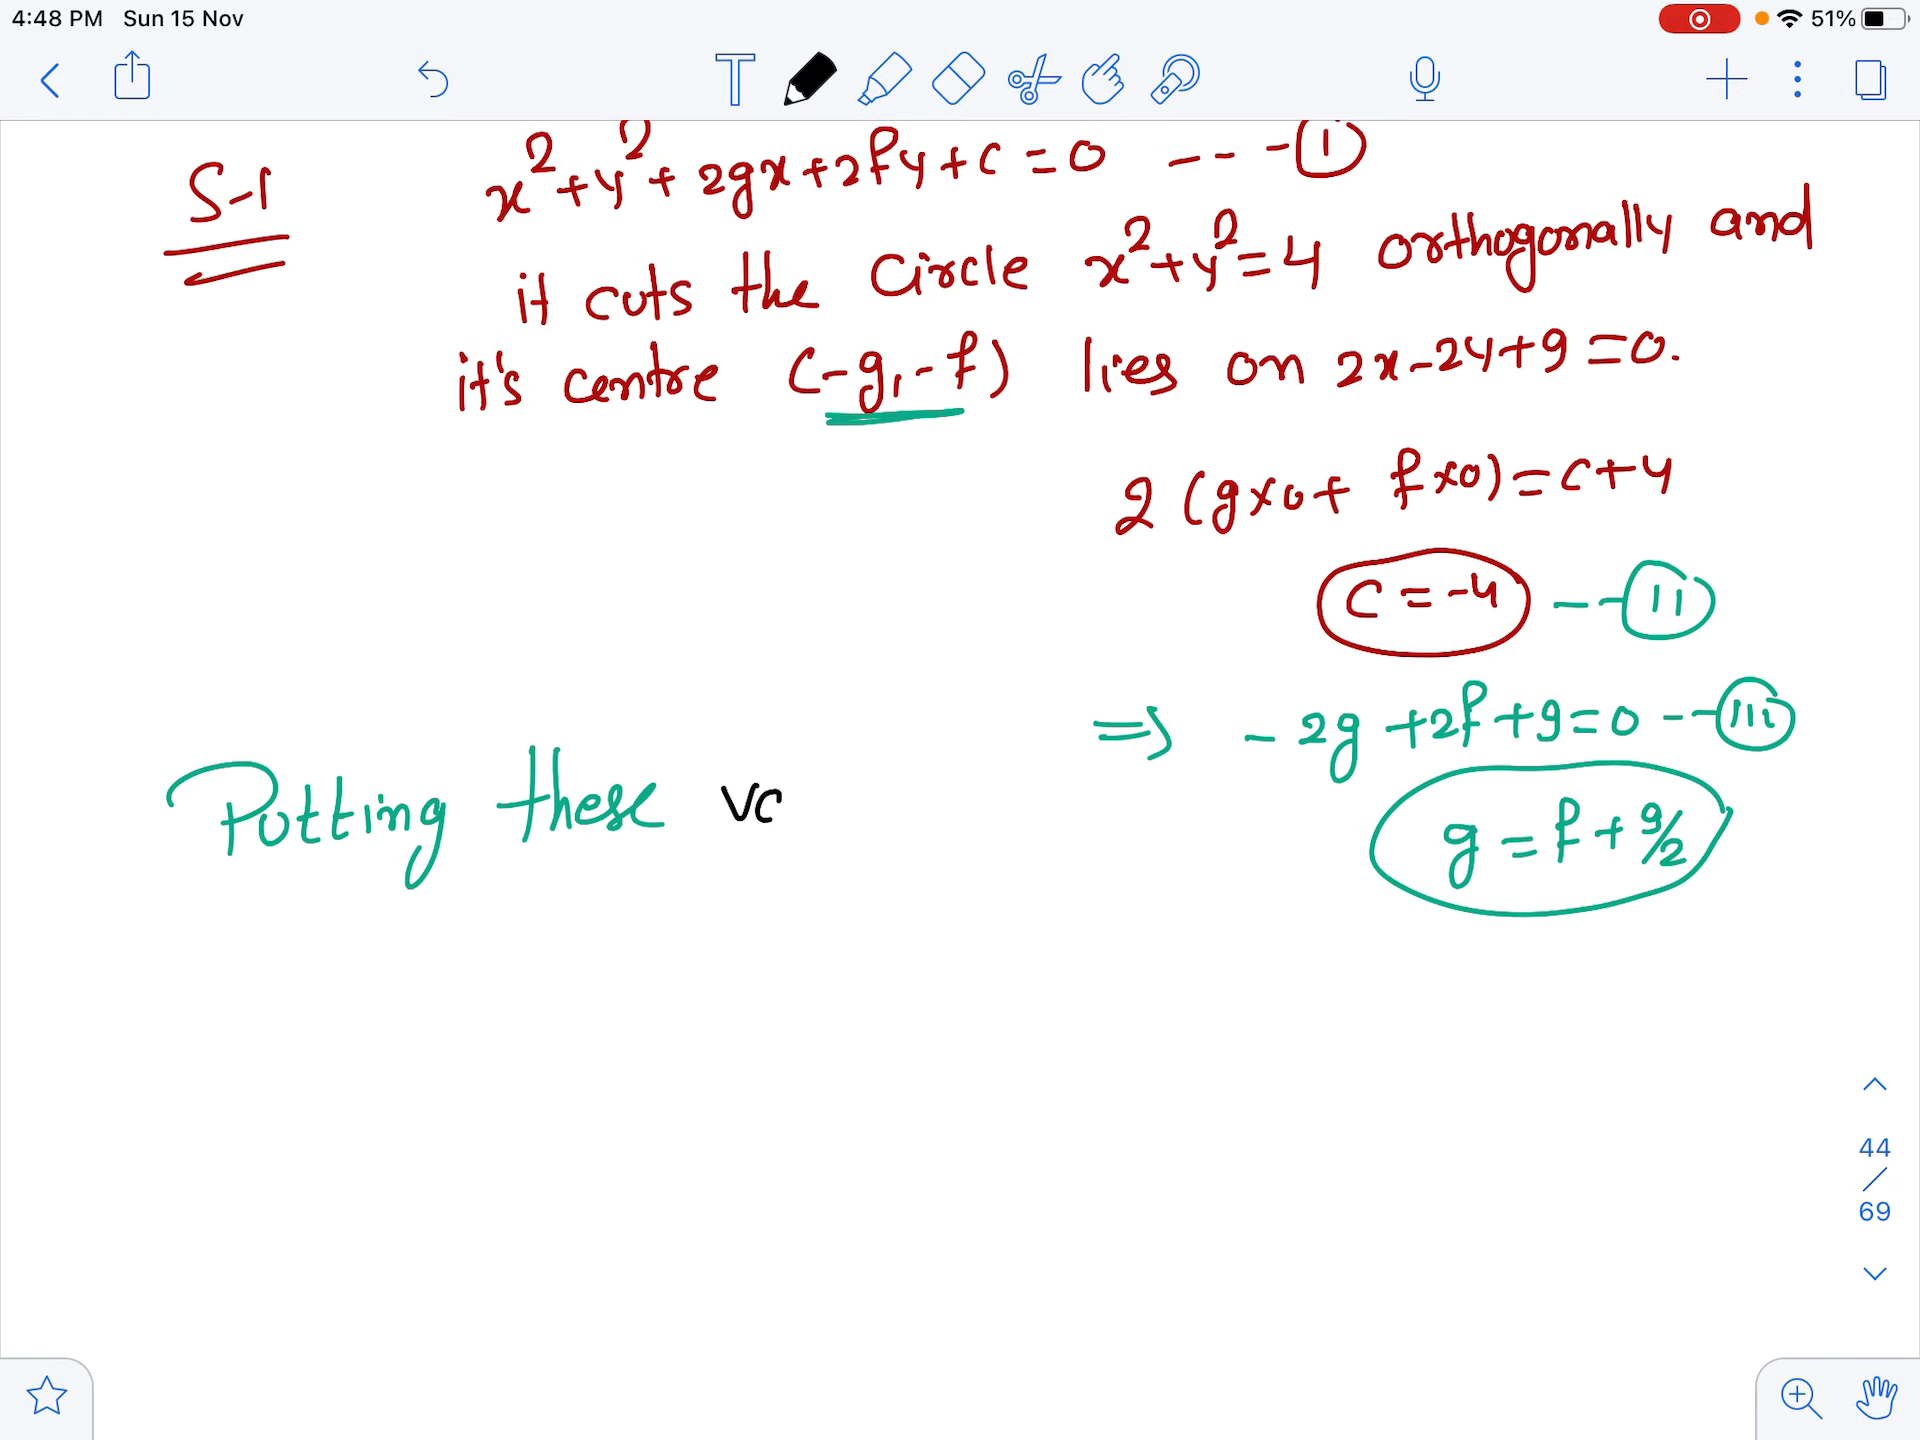 4:48 PM Sun 15 Nov
51%
T
S-1
x²+y²+2gx+2fy+c=0 --- (1)
it cuts the Circle x²+y²=4 orthogonally and
it's centre (-g,-f) lies on 2x-2y+9=0.
2(g×0+f×0)=c+4
c=-4 --(ii)
⇒ -2g+2f+9=0 --(iii)
Putting these va
g=f+9/2
44
/
69